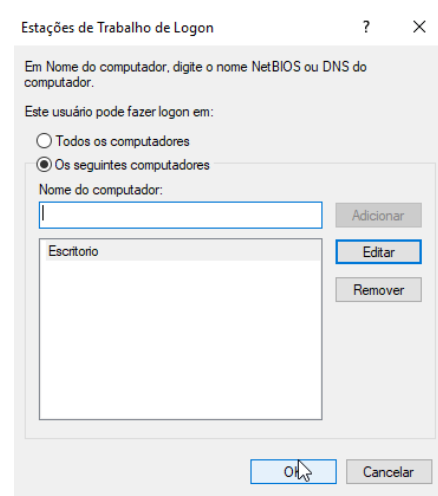 Estações de Trabalho de Logon
?
Em Nome do computador, digite o nome NetBIOS ou DNS do
computador.
Este usuário pode fazer logon em:
Todos os computadores
Os seguintes computadores
Nome do computador:
Adicionar
Escritorio
Editar
Remover
OK
Cancelar